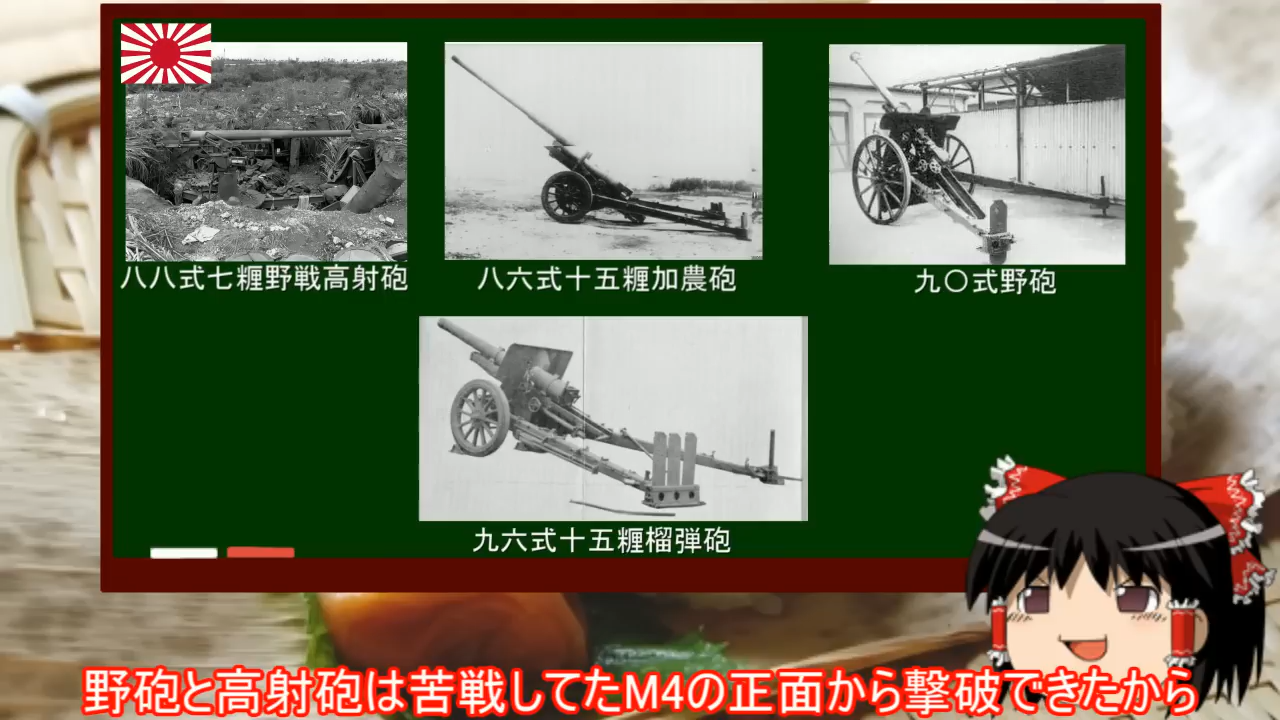 八八式七糎野戦高射砲
八六式十五糎加農砲
九〇式野砲
九六式十五糎榴弾砲
野砲と高射砲は苦戦してたM4の正面から撃破できたから